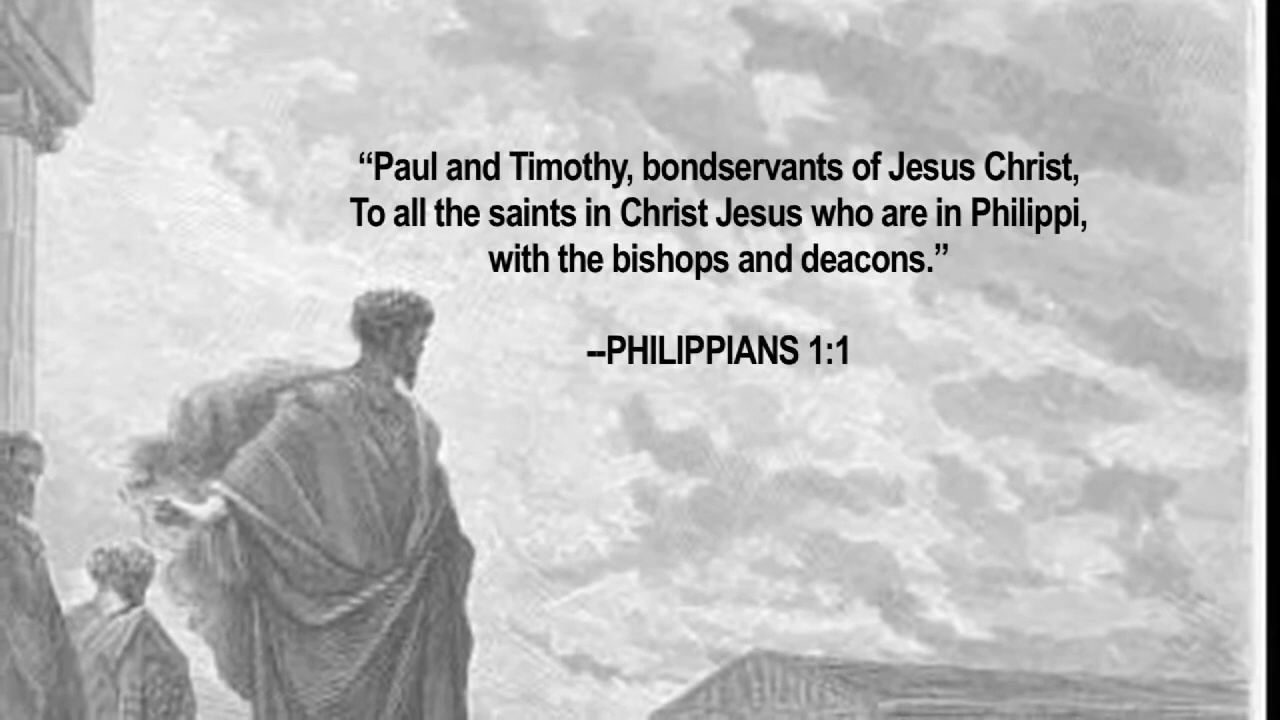 “Paul and Timothy, bondservants of Jesus Christ,
To all the saints in Christ Jesus who are in Philippi,
with the bishops and deacons.”
--PHILIPPIANS 1:1